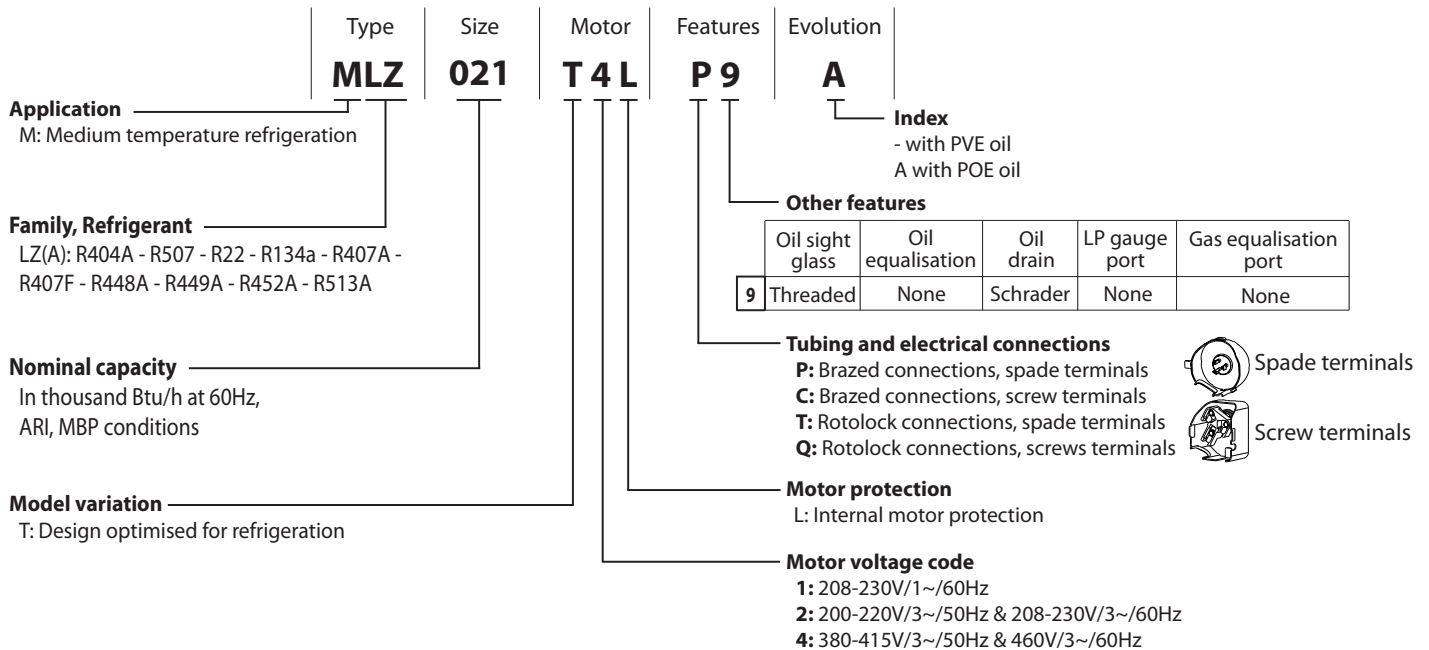 Type Size Motor Features Evolution
MLZ 021 T 4 L P 9 A
Application
M: Medium temperature refrigeration
Family, Refrigerant
LZ(A): R404A - R507 - R22 - R134a - R407A -
R407F - R448A - R449A - R452A - R513A
Nominal capacity
In thousand Btu/h at 60Hz,
ARI, MBP conditions
Model variation
T: Design optimised for refrigeration
Index
- with PVE oil
A with POE oil
Other features
Oil sight glass Oil equalisation Oil drain LP gauge port Gas equalisation port
9 Threaded None Schrader None None
Tubing and electrical connections
P: Brazed connections, spade terminals
C: Brazed connections, screw terminals
T: Rotolock connections, spade terminals
Q: Rotolock connections, screws terminals
Spade terminals
Screw terminals
Motor protection
L: Internal motor protection
Motor voltage code
1: 208-230V/1~/60Hz
2: 200-220V/3~/50Hz & 208-230V/3~/60Hz
4: 380-415V/3~/50Hz & 460V/3~/60Hz